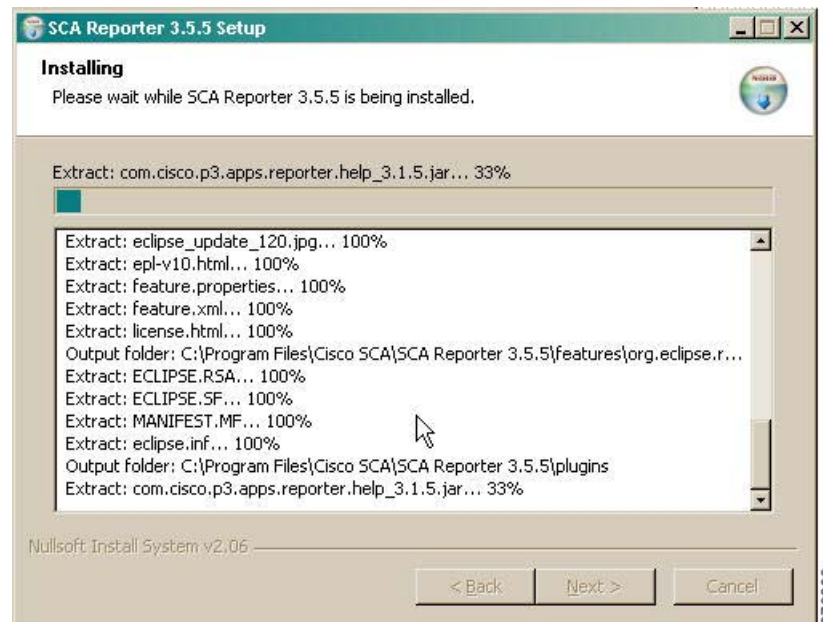 SCA Reporter 3.5.5 Setup
Installing
Please wait while SCA Reporter 3.5.5 is being installed.
Extract: com.cisco.p3.apps.reporter.help_3.1.5.jar... 33%
Extract: eclipse_update_120.jpg... 100%
Extract: epl-v10.html... 100%
Extract: feature.properties... 100%
Extract: feature.xml... 100%
Extract: license.html... 100%
Output folder: C:\Program Files\Cisco SCA\SCA Reporter 3.5.5\features\org.eclipse.r...
Extract: ECLIPSE.RSA... 100%
Extract: ECLIPSE.SF... 100%
Extract: MANIFEST.MF... 100%
Extract: eclipse.inf... 100%
Output folder: C:\Program Files\Cisco SCA\SCA Reporter 3.5.5\plugins
Extract: com.cisco.p3.apps.reporter.help_3.1.5.jar... 33%
Nullsoft Install System v2.06
< Back Next > Cancel